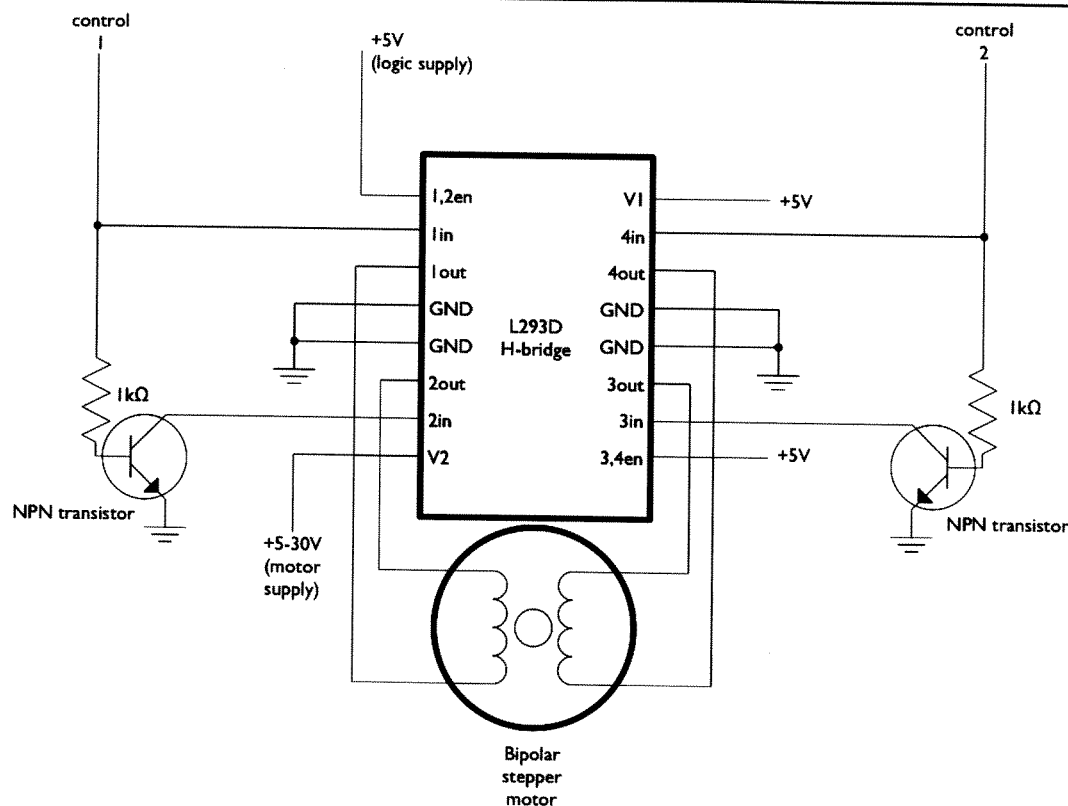 control
1
+5V
(logic supply)
control
2
1,2en
1in
1out
GND
GND
2out
2in
V2
L293D
H-bridge
V1
4in
4out
GND
GND
3out
3in
3,4en
+5V
+5V
1kΩ
NPN transistor
+5-30V
(motor
supply)
1kΩ
NPN transistor
Bipolar
stepper
motor